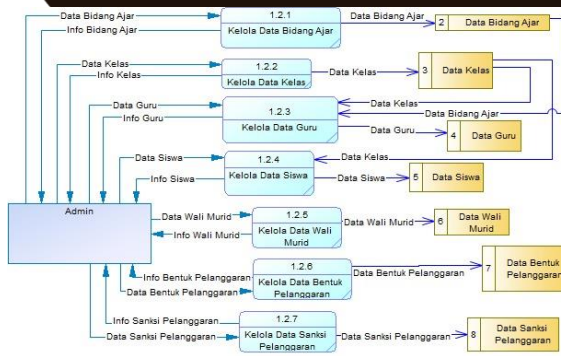 Data Bidang Ajar
Info Bidang Ajar
1.2.1
Kelola Data Bidang Ajar
Data Bidang Ajar
2 Data Bidang Ajar
Data Kelas
Info Kelas
1.2.2
Kelola Data Kelas
Data Kelas
3 Data Kelas
Data Guru
Info Guru
1.2.3
Kelola Data Guru
Data Kelas
Data Bidang Ajar
Data Guru
4 Data Guru
Data Siswa
Info Siswa
1.2.4
Kelola Data Siswa
Data Kelas
Data Siswa
5 Data Siswa
Admin
Data Wali Murid
Info Wali Murid
1.2.5
Kelola Data Wali
Murid
Data Wali Murid
6 Data Wali
Murid
Info Bentuk Pelanggaran
Data Bentuk Pelanggaran
1.2.6
Kelola Data Bentuk
Pelanggaran
Data Bentuk Pelanggaran
7 Data Bentuk
Pelanggaran
Info Sanksi Pelanggaran
Data Sanksi Pelanggaran
1.2.7
Kelola Data Sanksi
Pelanggaran
Data Sanksi Pelanggaran
8 Data Sanksi
Pelanggaran